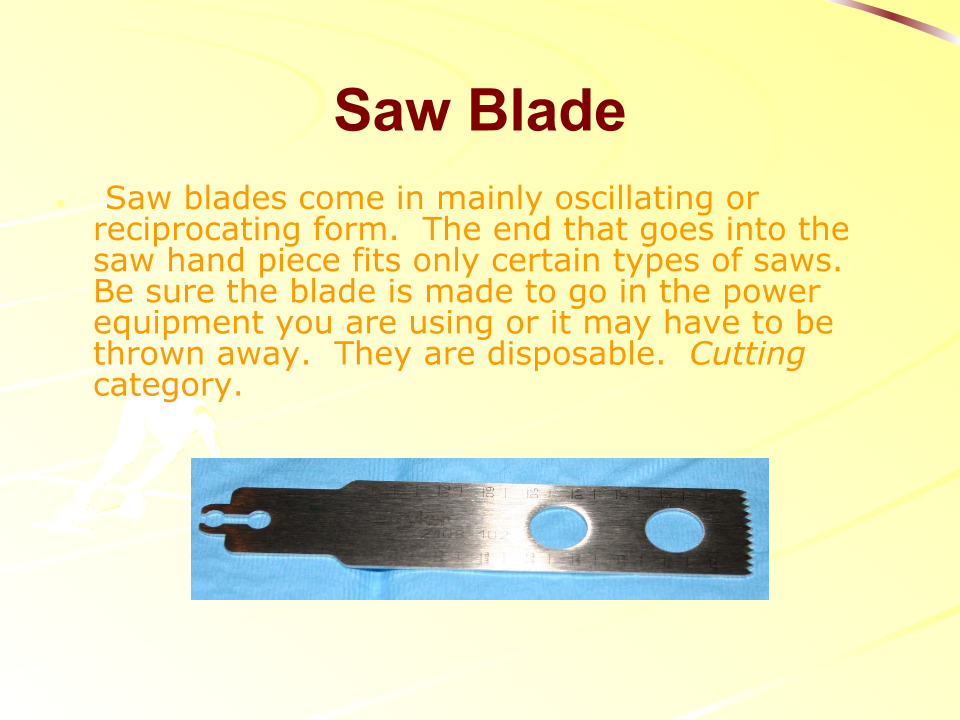 Saw Blade
Saw blades come in mainly oscillating or
reciprocating form.  The end that goes into the
saw hand piece fits only certain types of saws.
Be sure the blade is made to go in the power
equipment you are using or it may have to be
thrown away.  They are disposable.  Cutting
category.